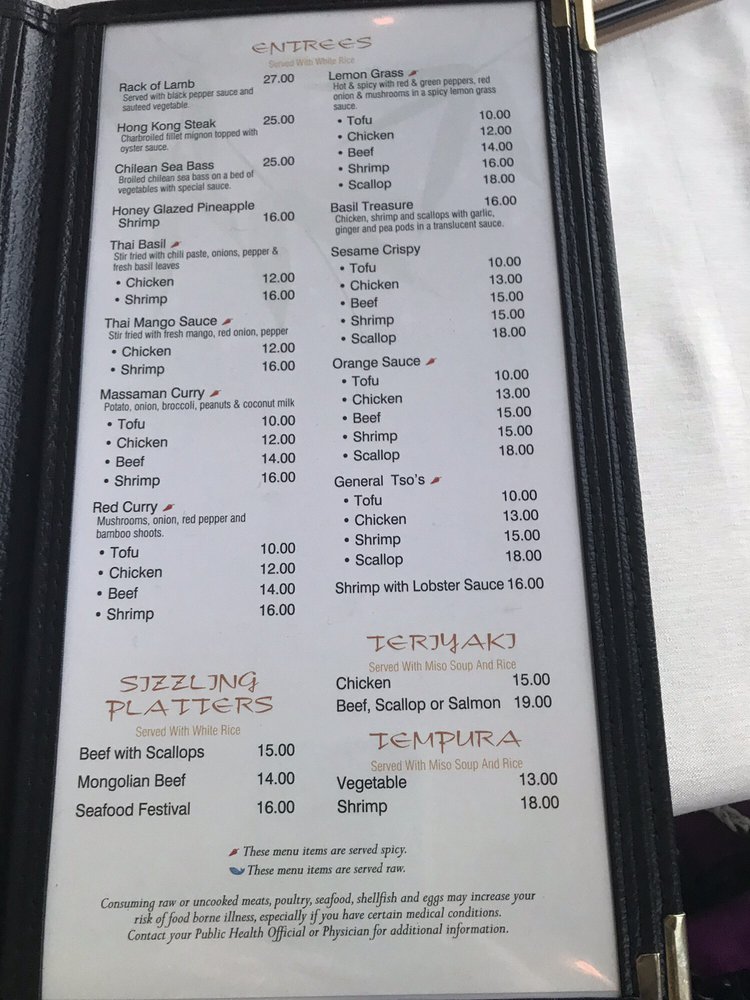 ENTREES
Served With White Rice
Rack of Lamb 27.00
Served with black pepper sauce and
sauteed vegetable.
Hong Kong Steak 25.00
Charbroiled fillet mignon topped with
oyster sauce.
Chilean Sea Bass 25.00
Broiled chilean sea bass on a bed of
vegetables with special sauce.
Honey Glazed Pineapple
Shrimp 16.00
Thai Basil
Stir fried with chili paste, onions, pepper &
fresh basil leaves
• Chicken 12.00
• Shrimp 16.00
Thai Mango Sauce
Stir fried with fresh mango, red onion, pepper
• Chicken 12.00
• Shrimp 16.00
Massaman Curry
Potato, onion, broccoli, peanuts & coconut milk
• Tofu 10.00
• Chicken 12.00
• Beef 14.00
• Shrimp 16.00
Red Curry
Mushrooms, onion, red pepper and
bamboo shoots.
• Tofu 10.00
• Chicken 12.00
• Beef 14.00
• Shrimp 16.00
SIZZLING
PLATTERS
Served With White Rice
Beef with Scallops 15.00
Mongolian Beef 14.00
Seafood Festival 16.00
Lemon Grass
Hot & spicy with red & green peppers, red
onion & mushrooms in a spicy lemon grass
sauce.
• Tofu 10.00
• Chicken 12.00
• Beef 14.00
• Shrimp 16.00
• Scallop 18.00
Basil Treasure 16.00
Chicken, shrimp and scallops with garlic,
ginger and pea pods in a translucent sauce.
Sesame Crispy
• Tofu 10.00
• Chicken 13.00
• Beef 15.00
• Shrimp 15.00
• Scallop 18.00
Orange Sauce
• Tofu 10.00
• Chicken 13.00
• Beef 15.00
• Shrimp 15.00
• Scallop 18.00
General Tso's
• Tofu 10.00
• Chicken 13.00
• Shrimp 15.00
• Scallop 18.00
Shrimp with Lobster Sauce 16.00
TERIYAKI
Served With Miso Soup And Rice
Chicken 15.00
Beef, Scallop or Salmon 19.00
TEMPURA
Served With Miso Soup And Rice
Vegetable 13.00
Shrimp 18.00
These menu items are served spicy.
These menu items are served raw.
Consuming raw or uncooked meats, poultry, seafood, shellfish and eggs may increase your
risk of food borne illness, especially if you have certain medical conditions.
Contact your Public Health Official or Physician for additional information.